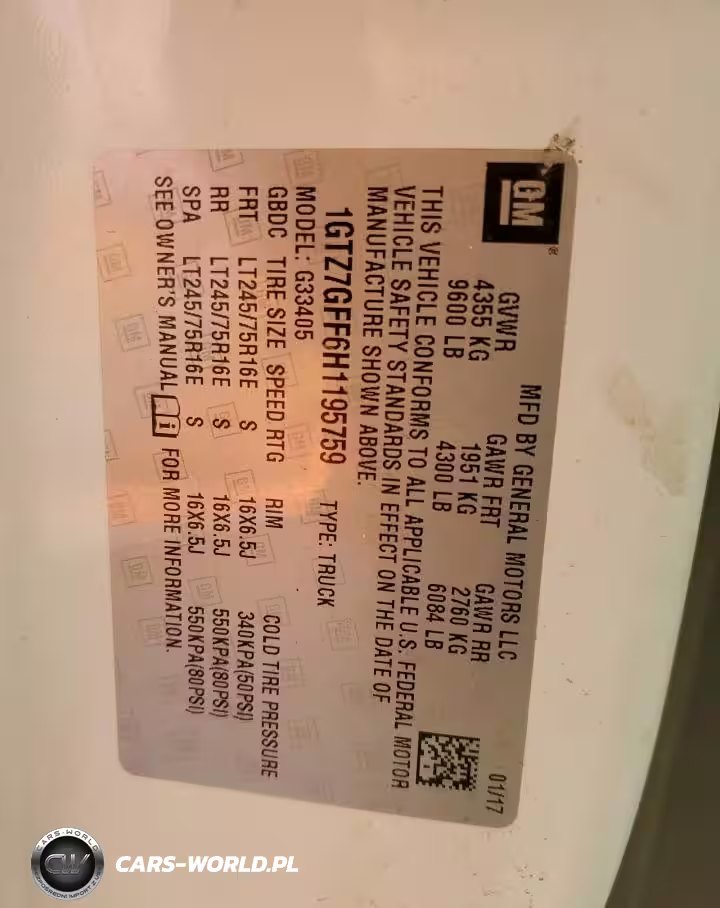 GM®
MFD BY GENERAL MOTORS LLC 01/17
GVWR GAWR FRT GAWR RR
4355 KG 1951 KG 2760 KG
9600 LB 4300 LB 6084 LB
THIS VEHICLE CONFORMS TO ALL APPLICABLE U.S. FEDERAL MOTOR
VEHICLE SAFETY STANDARDS IN EFFECT ON THE DATE OF
MANUFACTURE SHOWN ABOVE.
1GTZ7GFF6H1195759 TYPE: TRUCK
MODEL: G33405
GBDC TIRE SIZE SPEED RTG RIM COLD TIRE PRESSURE
FRT LT245/75R16E S 16X6.5J 340KPA(50PSI)
RR LT245/75R16E S 16X6.5J 550KPA(80PSI)
SPA LT245/75R16E S 16X6.5J 550KPA(80PSI)
SEE OWNER'S MANUAL FOR MORE INFORMATION.
CARS-WORLD
CW
CARS-WORLD.PL